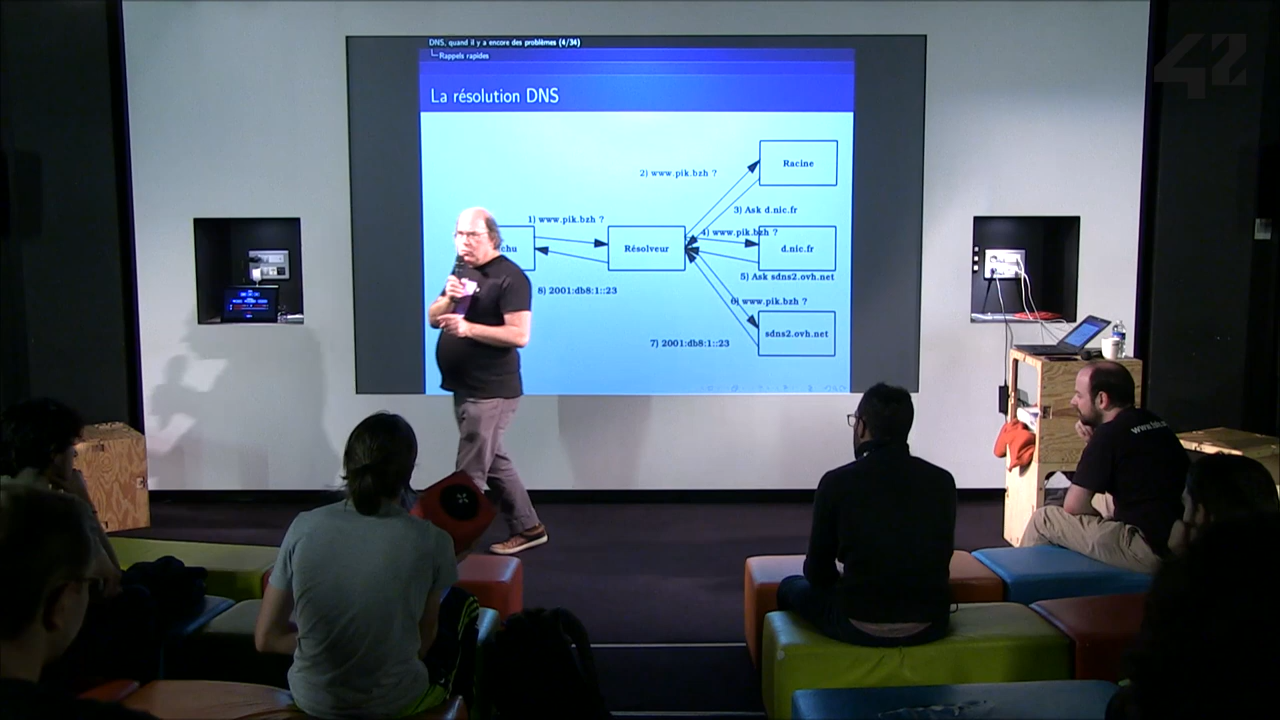 DNS, quand il y a encore des problèmes (4/34)
Rappels rapides
La résolution DNS
42
2) www.pik.bzh ?
Racine
3) Ask d.nic.fr
1) www.pik.bzh ?
4) www.pik.bzh ?
chu
Résolveur
d.nic.fr
5) Ask sdns2.ovh.net
8) 2001:db8:1::23
6) www.pik.bzh ?
sdns2.ovh.net
7) 2001:db8:1::23